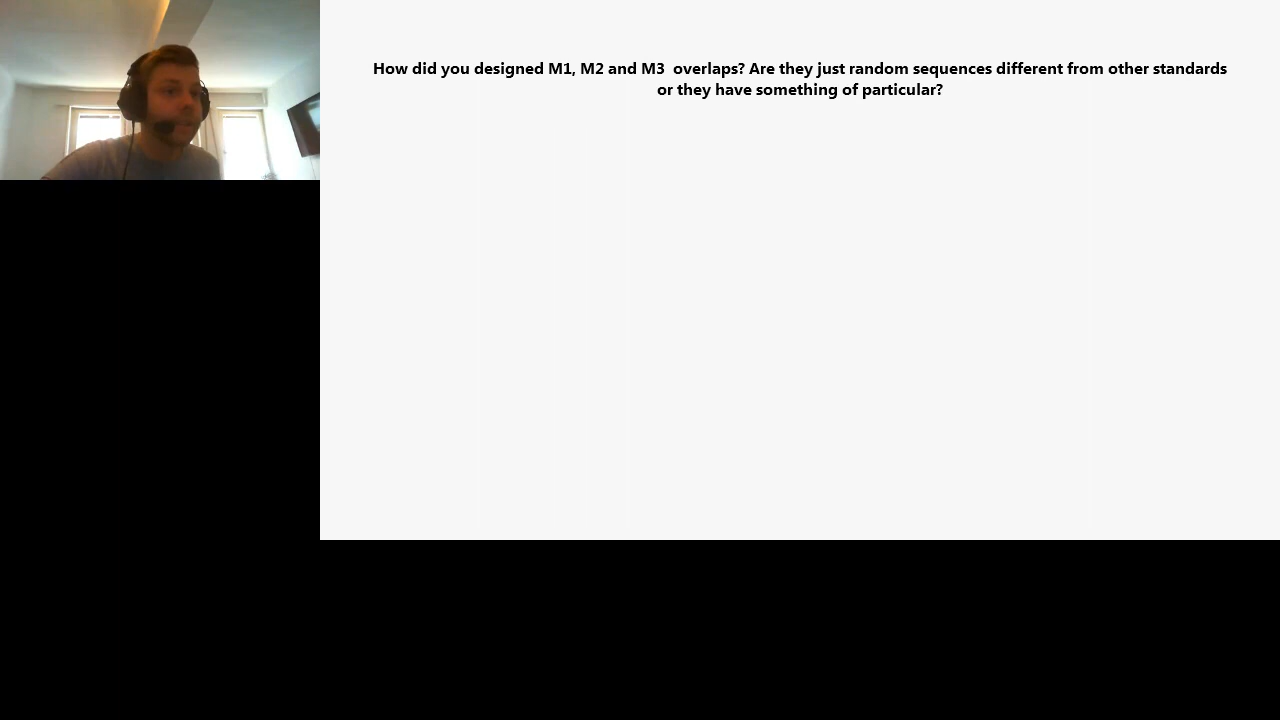 How did you designed M1, M2 and M3  overlaps? Are they just random sequences different from other standards
or they have something of particular?